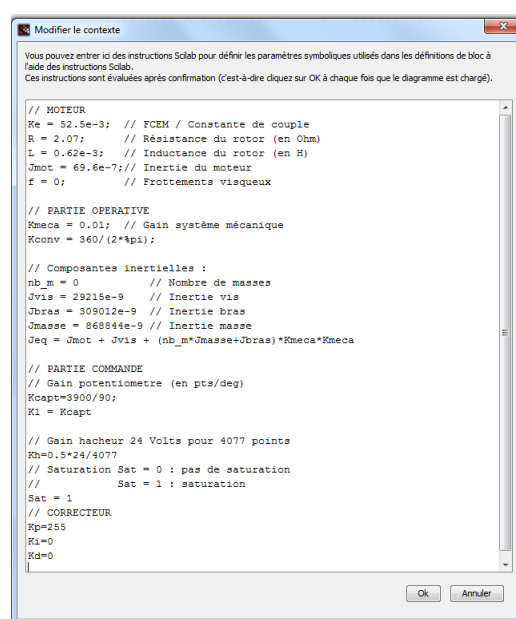 Modifier le contexte
Vous pouvez entrer ici des instructions Scilab pour définir les paramètres symboliques utilisés dans les définitions de bloc à
l'aide des instructions Scilab.
Ces instructions sont évaluées après confirmation (c'est-à-dire cliquez sur OK à chaque fois que le diagramme est chargé).
// MOTEUR
Ke = 52.5e-3;  // FCEM / Constante de couple
R = 2.07;      // Résistance du rotor (en Ohm)
L = 0.62e-3;   // Inductance du rotor (en H)
Jmot = 69.6e-7;// Inertie du moteur
f = 0;         // Frottements visqueux
// PARTIE OPERATIVE
Kmeca = 0.01;  // Gain système mécanique
Kconv = 360/(2*%pi);
// Composantes inertielles :
nb_m = 0          // Nombre de masses
Jvis = 29215e-9   // Inertie vis
Jbras = 309012e-9 // Inertie bras
Jmasse = 868844e-9 // Inertie masse
Jeq = Jmot + Jvis + (nb_m*Jmasse+Jbras)*Kmeca*Kmeca
// PARTIE COMMANDE
// Gain potentiometre (en pts/deg)
Kcapt=3900/90;
K1 = Kcapt
// Gain hacheur 24 Volts pour 4077 points
Kh=0.5*24/4077
// Saturation Sat = 0 : pas de saturation
//            Sat = 1 : saturation
Sat = 1
// CORRECTEUR
Kp=255
Ki=0
Kd=0
Ok Annuler